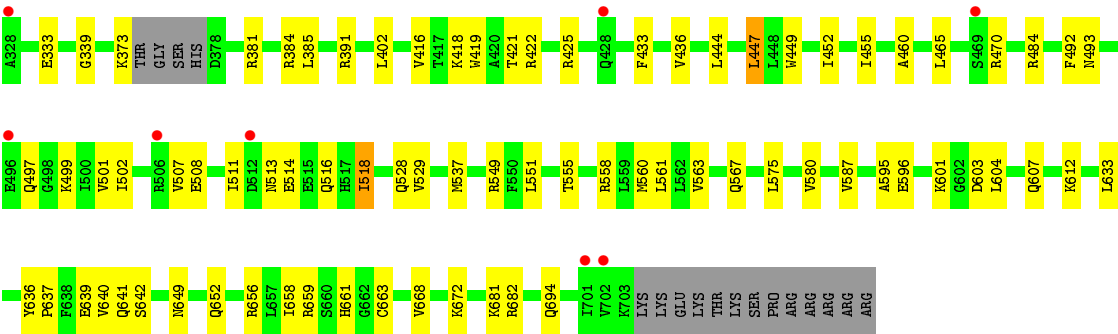 A328 E333 G339 K373 THR GLY SER HIS D378 R381 R384 L385 R391 L402 V416 T417 K418 W419 A420 T421 R422 R425 Q428 F433 V436 L444 L447 L448 W449 I452 I455 A460 L465 S469 R470 R484 F492 N493
E496 Q497 G498 K499 I500 V501 I502 R506 V507 E508 I511 D512 N513 E514 E515 Q516 H517 I518 Q528 V529 M537 R549 F550 L551 T555 R558 L559 M560 L561 L562 V563 Q567 L575 V580 V587 A595 E596 K601 G602 D603 L604 Q607 K612 L633
Y636 P637 F638 E639 V640 Q641 S642 N649 Q652 R656 L657 I658 R659 S660 H661 G662 C663 V668 K672 K681 R682 Q694 I701 V702 K703 LYS LYS GLU LYS THR LYS SER PRO ARG ARG ARG ARG ARG